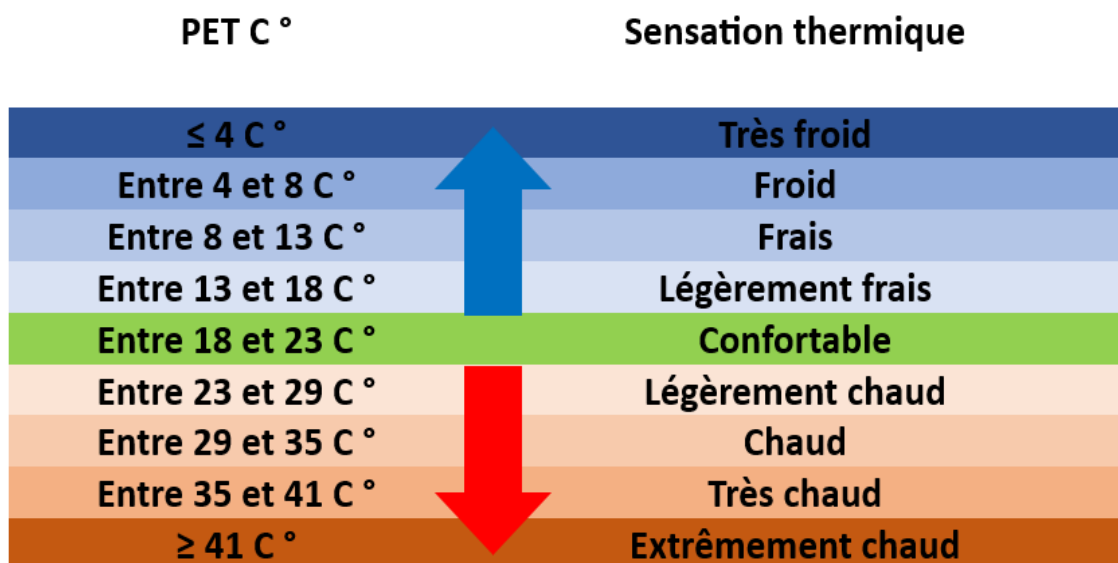 PET C ° Sensation thermique
≤ 4 C ° Très froid
Entre 4 et 8 C ° Froid
Entre 8 et 13 C ° Frais
Entre 13 et 18 C ° Légèrement frais
Entre 18 et 23 C ° Confortable
Entre 23 et 29 C ° Légèrement chaud
Entre 29 et 35 C ° Chaud
Entre 35 et 41 C ° Très chaud
≥ 41 C ° Extrêmement chaud